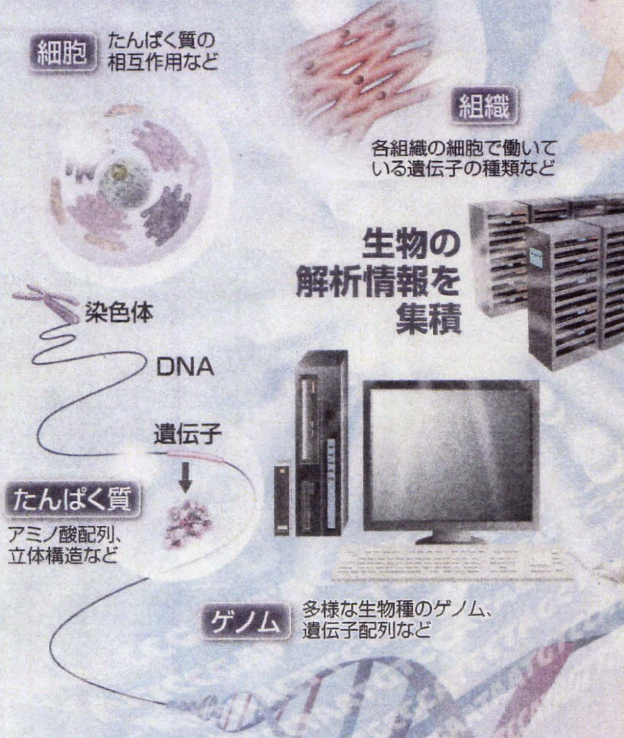 細胞
たんぱく質の
相互作用など
組織
各組織の細胞で働いて
いる遺伝子の種類など
生物の
解析情報を
集積
染色体
DNA
遺伝子
たんぱく質
アミノ酸配列、
立体構造など
ゲノム
多様な生物種のゲノム、
遺伝子配列など